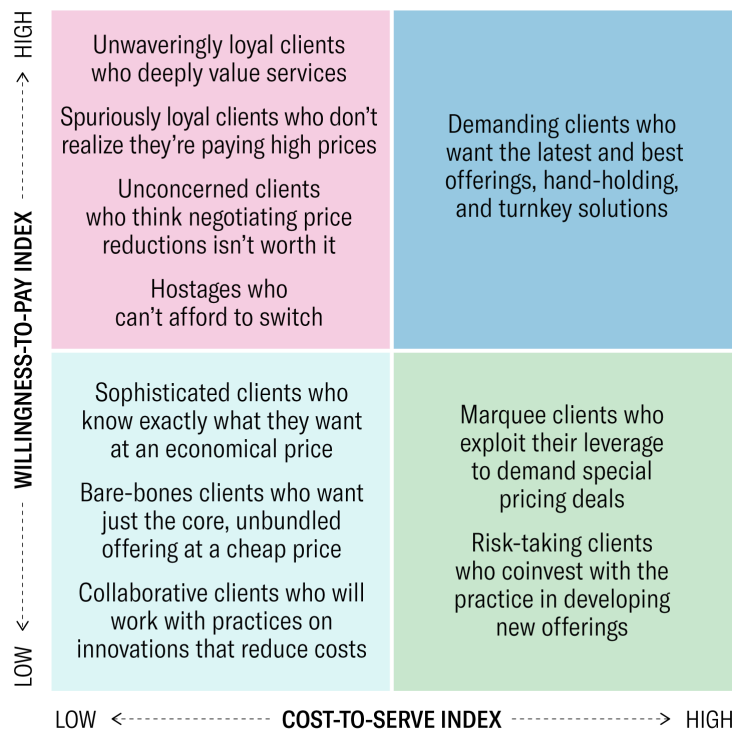 HIGH
WILLINGNESS-TO-PAY INDEX
LOW
Unwaveringly loyal clients
who deeply value services
Spuriously loyal clients who don't
realize they're paying high prices
Unconcerned clients
who think negotiating price
reductions isn't worth it
Hostages who
can't afford to switch
Demanding clients who
want the latest and best
offerings, hand-holding,
and turnkey solutions
Sophisticated clients who
know exactly what they want
at an economical price
Bare-bones clients who want
just the core, unbundled
offering at a cheap price
Collaborative clients who will
work with practices on
innovations that reduce costs
Marquee clients who
exploit their leverage
to demand special
pricing deals
Risk-taking clients
who coinvest with the
practice in developing
new offerings
LOW COST-TO-SERVE INDEX HIGH